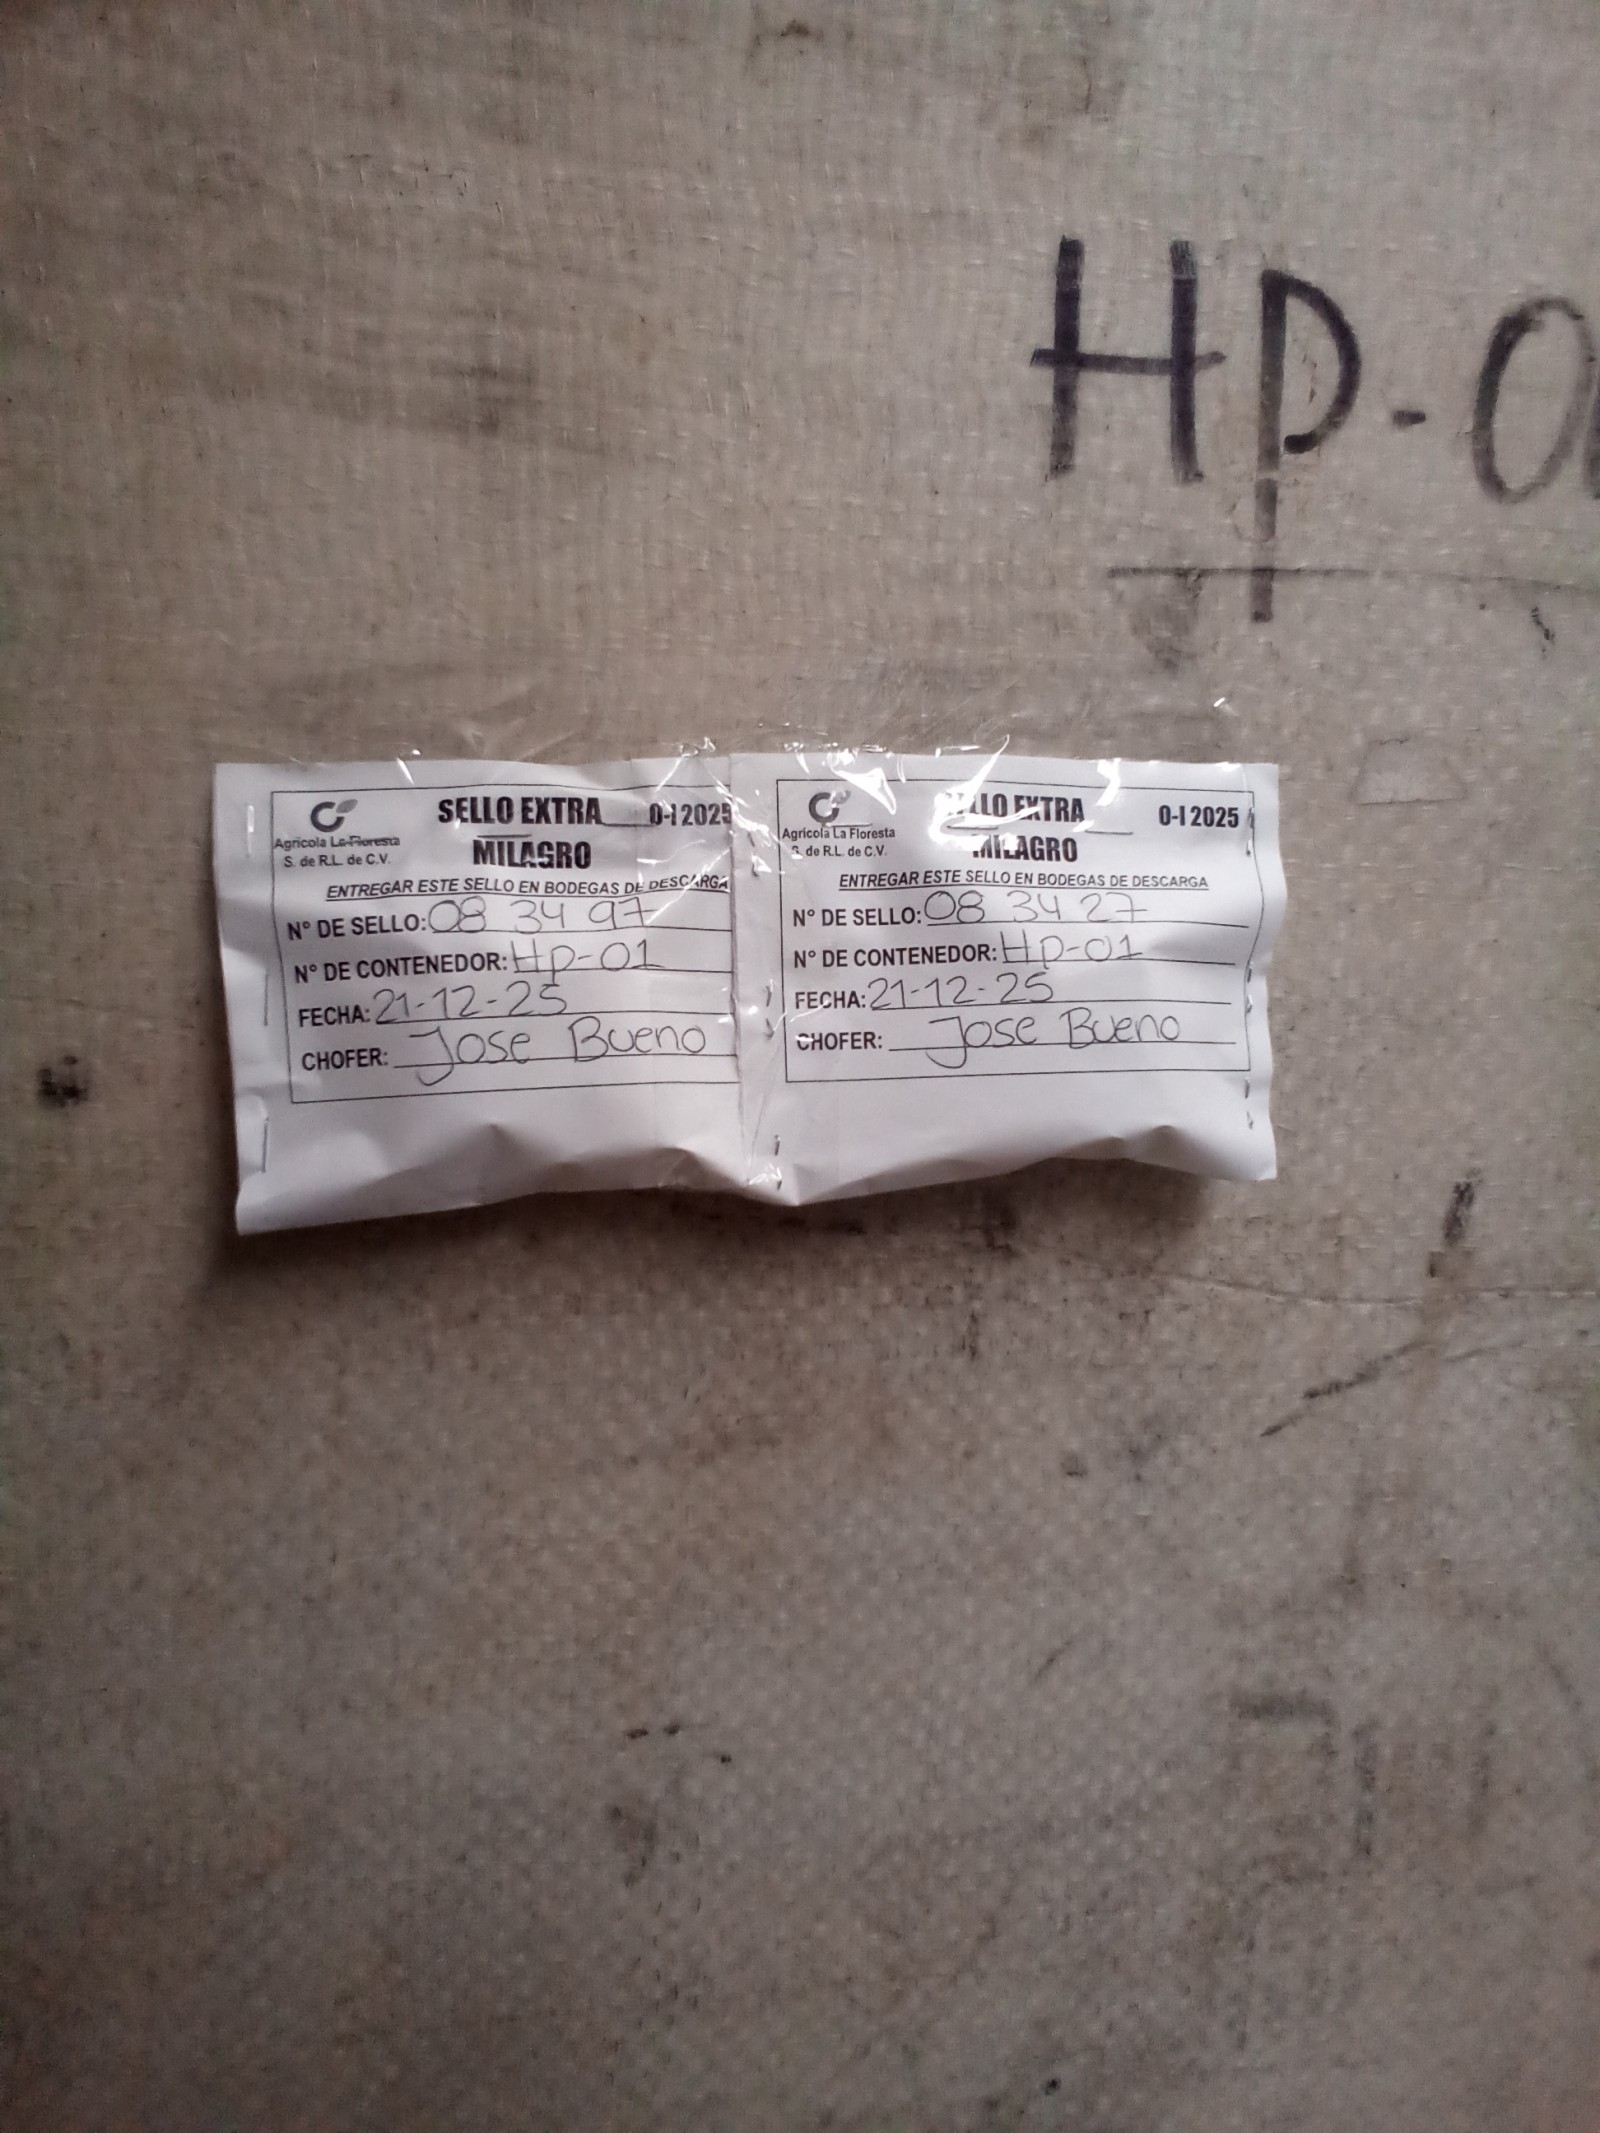 HP-0
Agrícola La Floresta
S. de R.L. de C.V.
SELLO EXTRA 0-I 2025
MILAGRO
ENTREGAR ESTE SELLO EN BODEGAS DE DESCARGA
N° DE SELLO: 08 34 97
N° DE CONTENEDOR: Hp-01
FECHA: 21-12-25
CHOFER: Jose Bueno
Agrícola La Floresta
S. de R.L. de C.V.
SELLO EXTRA 0-I 2025
MILAGRO
ENTREGAR ESTE SELLO EN BODEGAS DE DESCARGA
N° DE SELLO: 08 34 27
N° DE CONTENEDOR: Hp-01
FECHA: 21-12-25
CHOFER: Jose Bueno